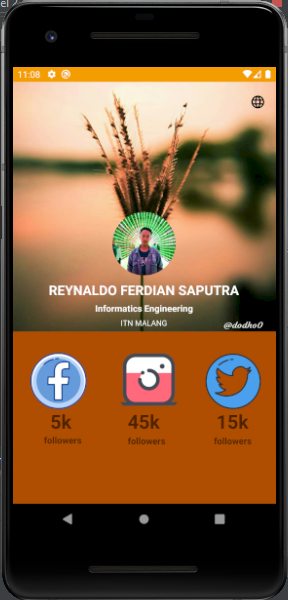 el
11:08
REYNALDO FERDIAN SAPUTRA
Informatics Engineering
ITN MALANG
@dodho0
5k 45k 15k
followers followers followers